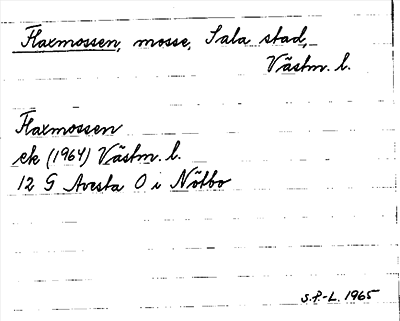 Flaxmossen, mosse, Sala stad,
Västm. l.
Flaxmossen
ek (1964) Västm. l.
12 G Avesta O i Nötbo
S.P.-L. 1965